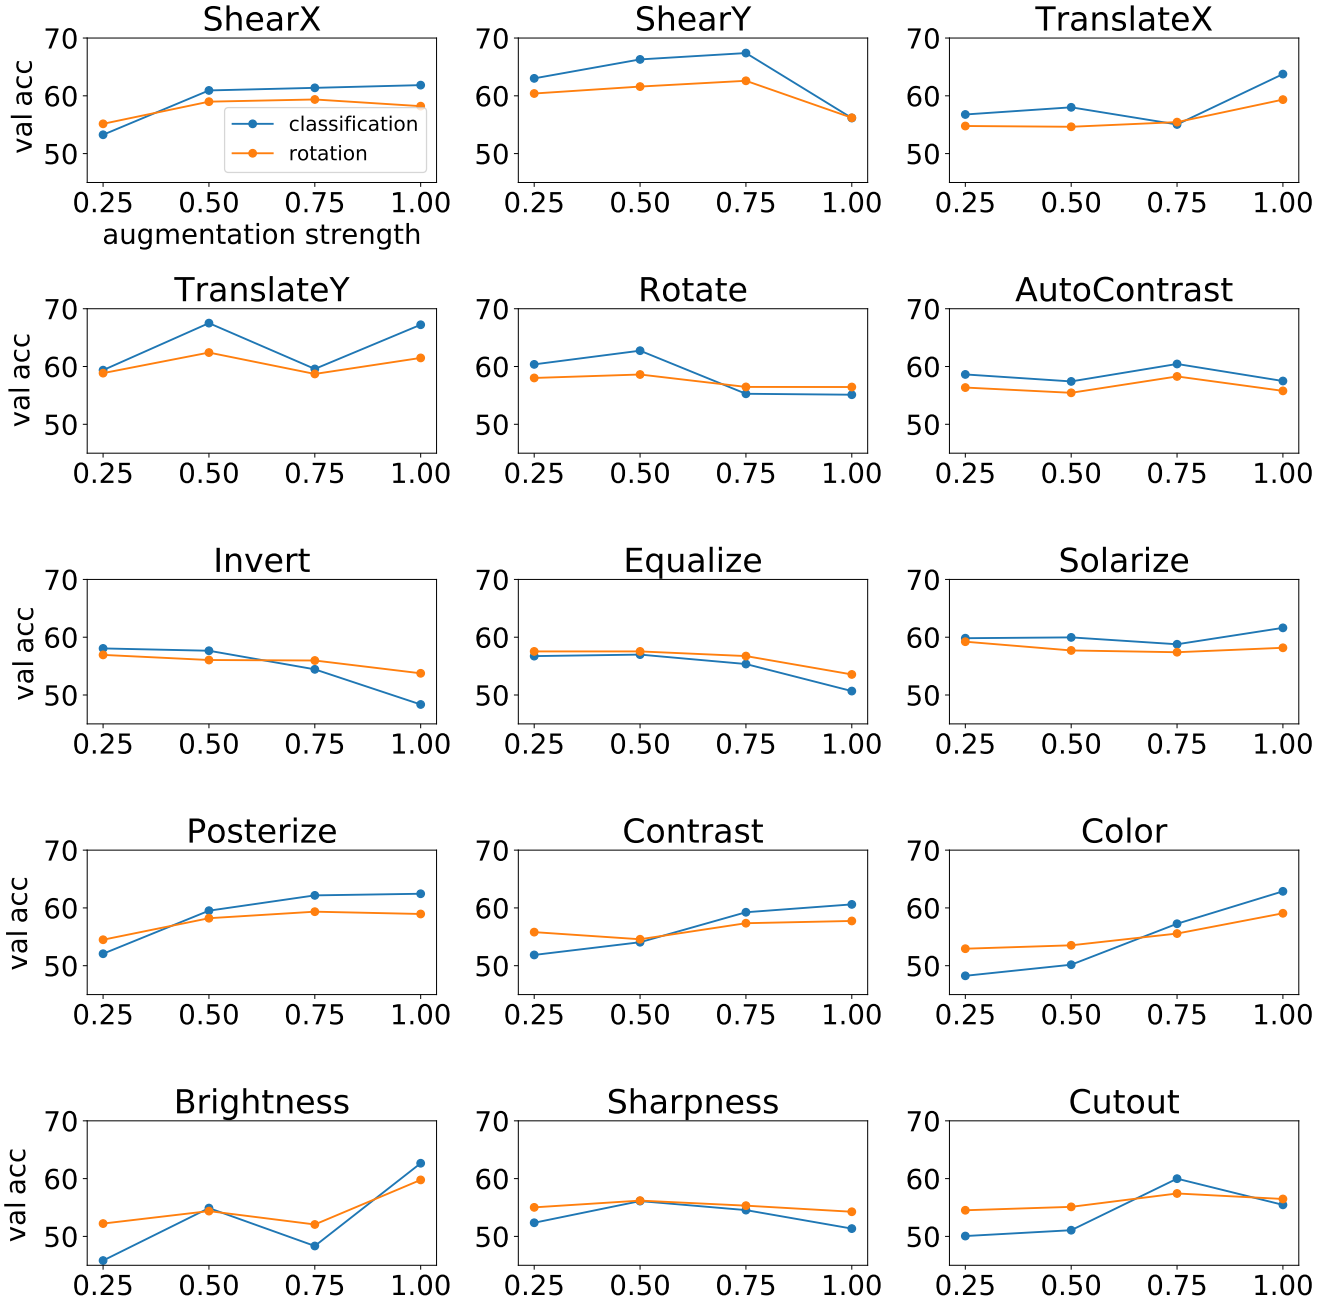 ShearX ShearY TranslateX
70 70 70
60 60 60
50 50 50
val acc
classification
rotation
0.25 0.50 0.75 1.00 0.25 0.50 0.75 1.00 0.25 0.50 0.75 1.00
augmentation strength
TranslateY Rotate AutoContrast
70 70 70
60 60 60
50 50 50
val acc
0.25 0.50 0.75 1.00 0.25 0.50 0.75 1.00 0.25 0.50 0.75 1.00
Invert Equalize Solarize
70 70 70
60 60 60
50 50 50
val acc
0.25 0.50 0.75 1.00 0.25 0.50 0.75 1.00 0.25 0.50 0.75 1.00
Posterize Contrast Color
70 70 70
60 60 60
50 50 50
val acc
0.25 0.50 0.75 1.00 0.25 0.50 0.75 1.00 0.25 0.50 0.75 1.00
Brightness Sharpness Cutout
70 70 70
60 60 60
50 50 50
val acc
0.25 0.50 0.75 1.00 0.25 0.50 0.75 1.00 0.25 0.50 0.75 1.00